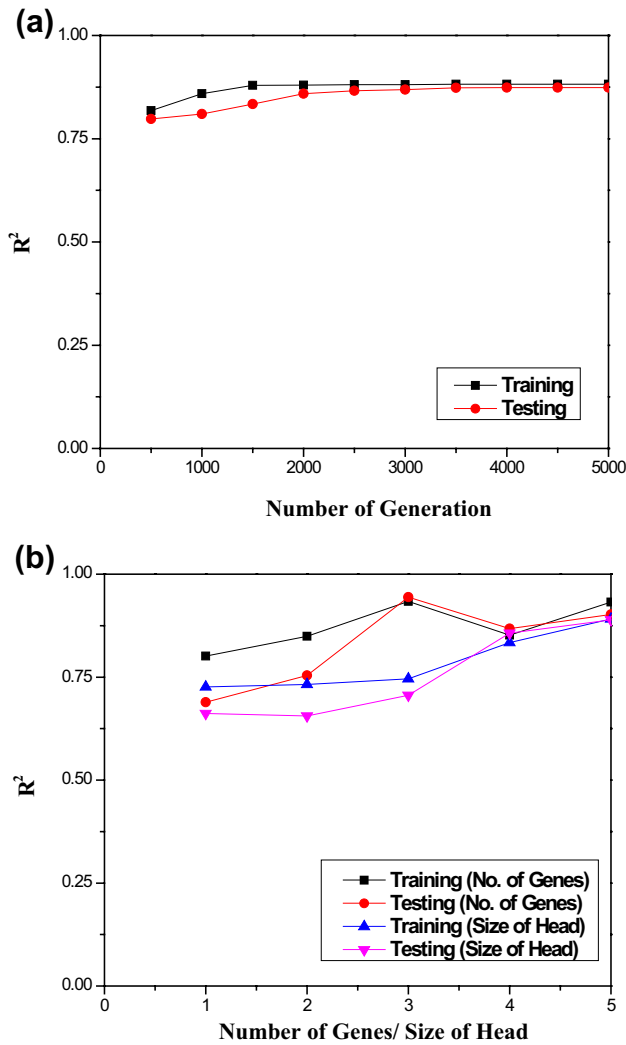 (a)
1.00
0.75
0.50
0.25
0.00
R²
Training
Testing
0 1000 2000 3000 4000 5000
Number of Generation
(b)
1.00
0.75
0.50
0.25
0.00
R²
Training (No. of Genes)
Testing (No. of Genes)
Training (Size of Head)
Testing (Size of Head)
0 1 2 3 4 5
Number of Genes/ Size of Head